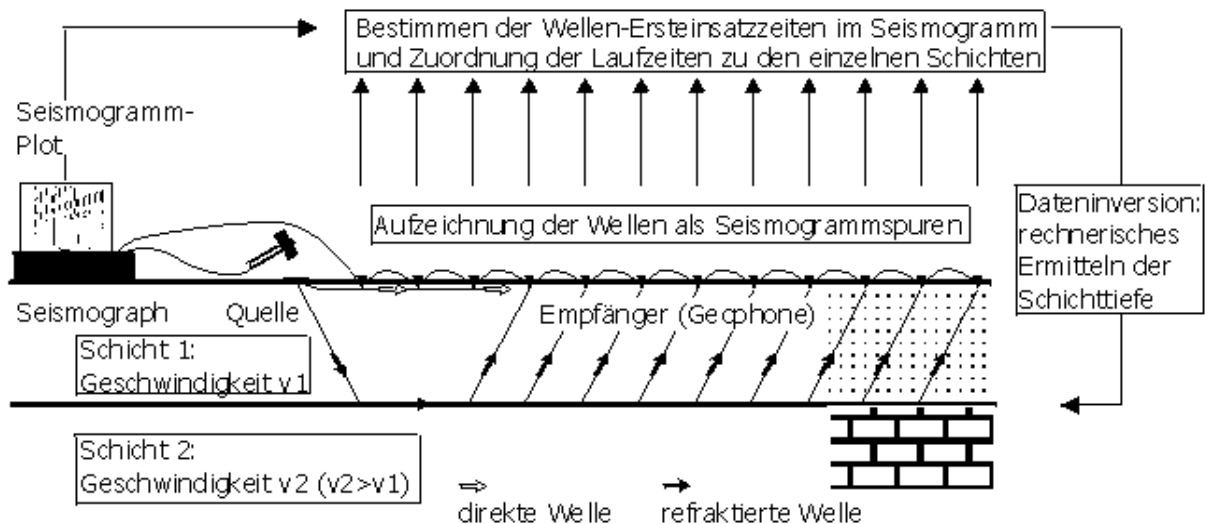 Bestimmen der Wellen-Ersteinsatzzeiten im Seismogramm
und Zuordnung der Laufzeiten zu den einzelnen Schichten
Seismogramm-
Plot
Aufzeichnung der Wellen als Seismogrammspuren
Dateninversion:
rechnerisches
Ermitteln der
Schichttiefe
Seismograph
Quelle
Empfänger (Geophone)
Schicht 1:
Geschwindigkeit v1
Schicht 2:
Geschwindigkeit v2 (v2>v1)
direkte Welle
refraktierte Welle